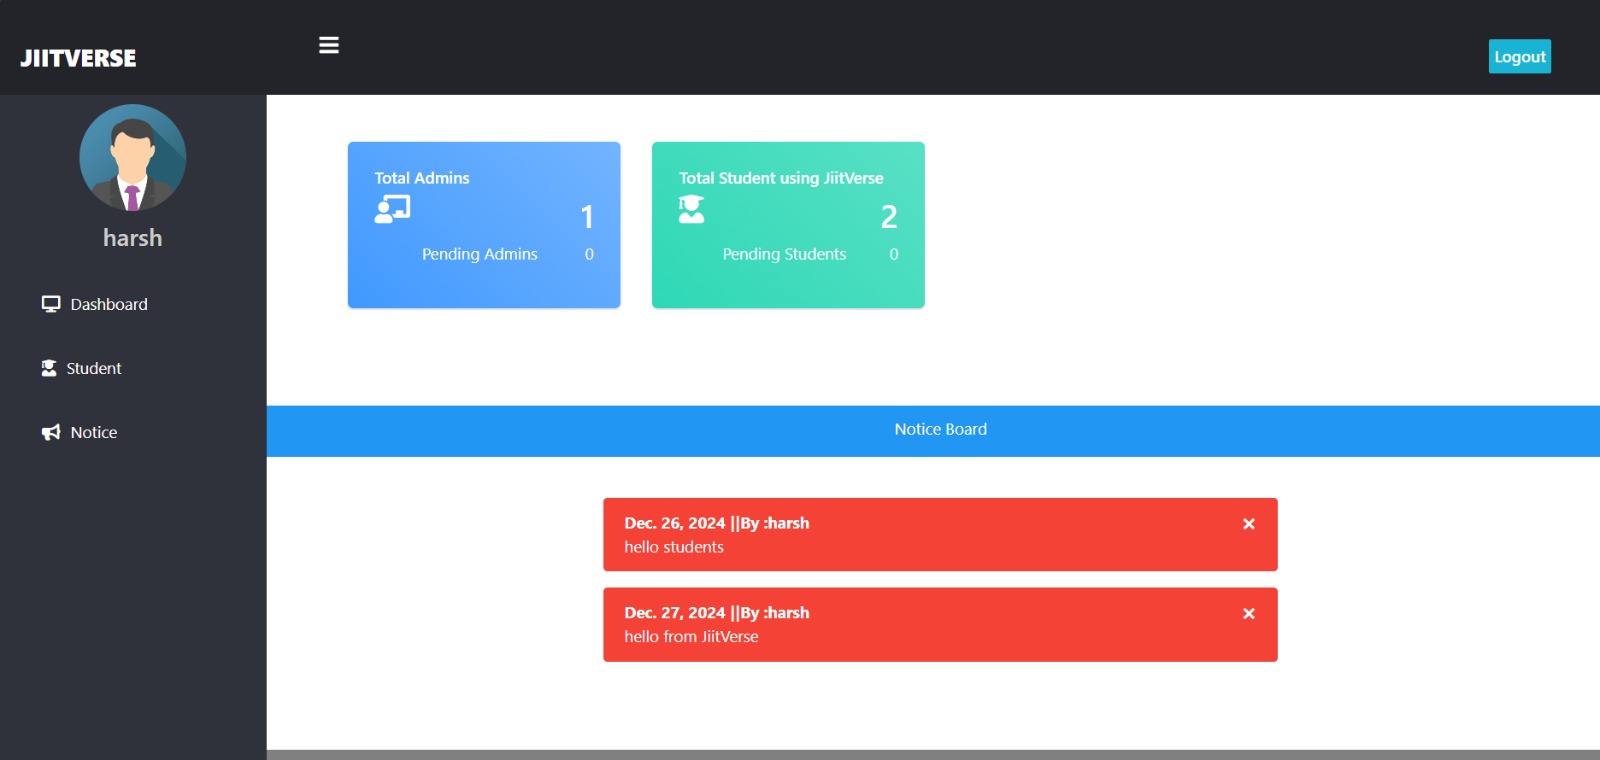 JIITVERSE
Logout
harsh
Dashboard
Student
Notice
Total Admins
1
Pending Admins 0
Total Student using JiitVerse
2
Pending Students 0
Notice Board
Dec. 26, 2024 ||By :harsh
hello students
Dec. 27, 2024 ||By :harsh
hello from JiitVerse